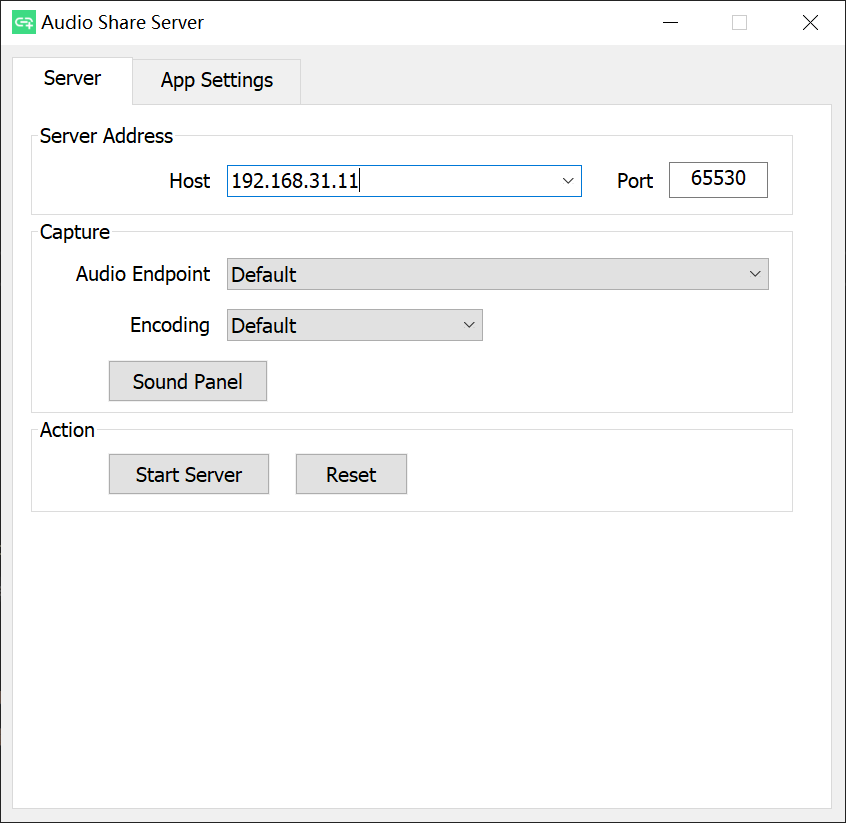 Audio Share Server
Server App Settings
Server Address
Host 192.168.31.11 Port 65530
Capture
Audio Endpoint Default
Encoding Default
Sound Panel
Action
Start Server Reset